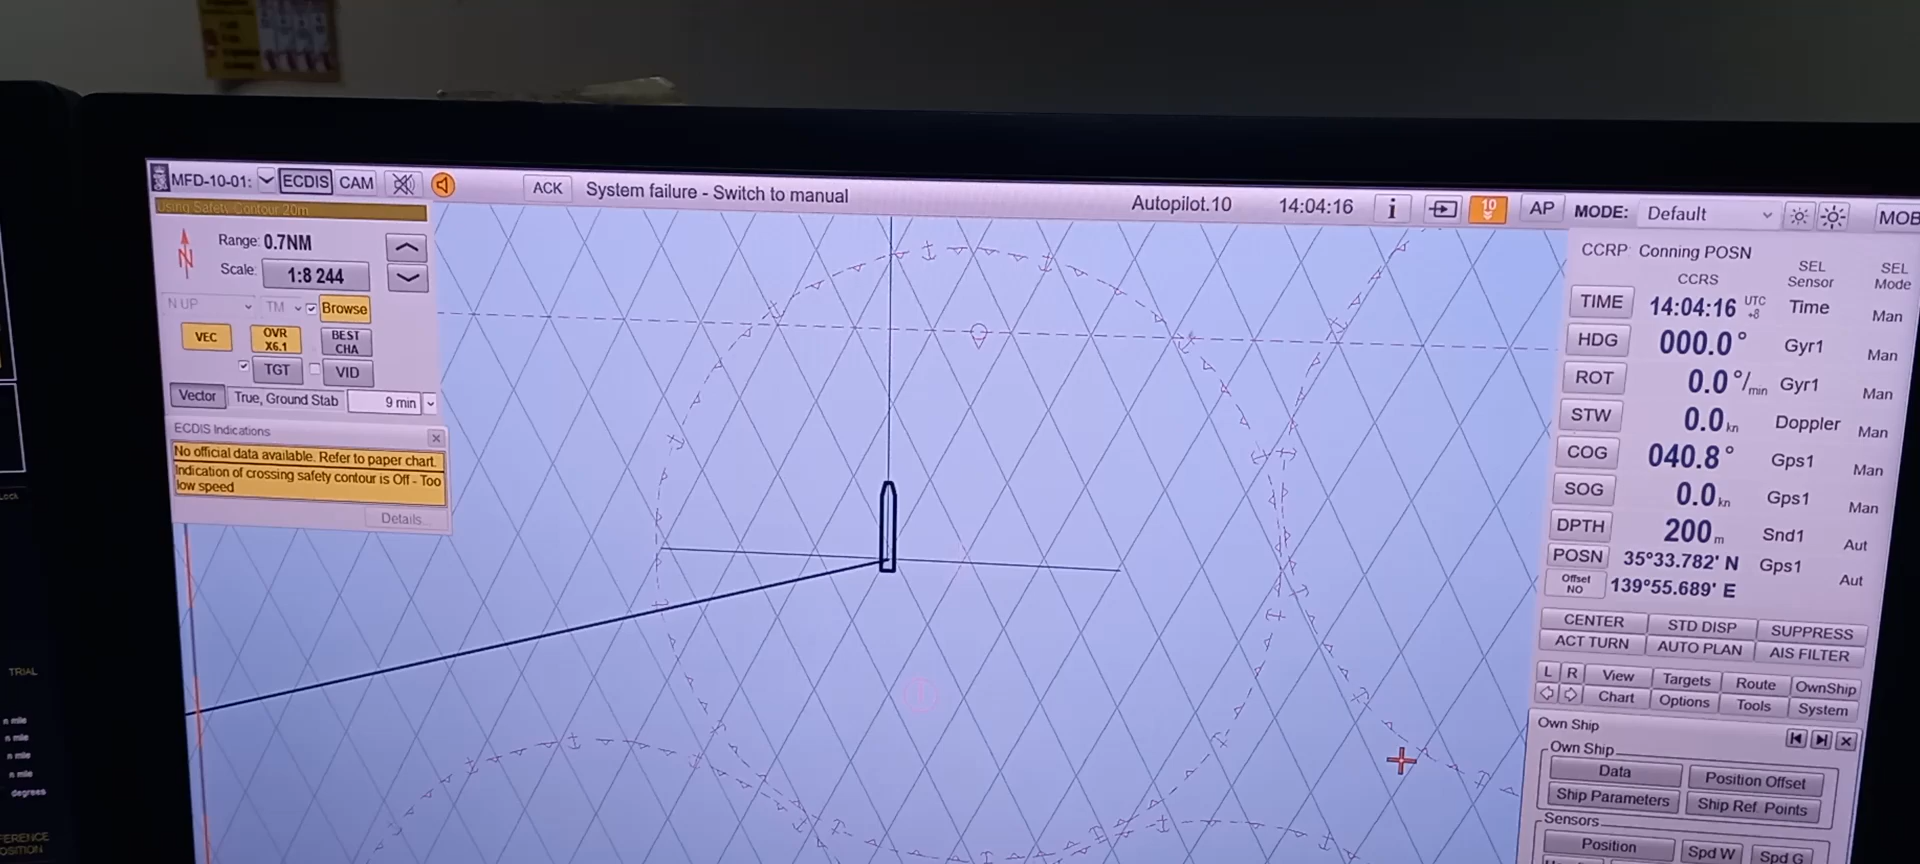 MFD-10-01:
ECDIS
CAM
ACK
System failure - Switch to manual
Autopilot.10
14:04:16
i
10
AP
MODE:
Default
MOB
Using Safety Contour 20m
N
Range: 0.7NM
Scale: 1:8 244
N UP
TM
Browse
VEC
OVR
X6.1
BEST
CHA
TGT
VID
Vector
True, Ground Stab
9 min
ECDIS Indications
No official data available. Refer to paper chart.
Indication of crossing safety contour is Off - Too
low speed
Details...
CCRP Conning POSN
CCRS
SEL
Sensor
SEL
Mode
TIME 14:04:16 UTC +8 Time Man
HDG 000.0° Gyr1 Man
ROT 0.0°/min Gyr1 Man
STW 0.0kn Doppler Man
COG 040.8° Gps1 Man
SOG 0.0kn Gps1 Man
DPTH 200m Snd1 Aut
POSN 35°33.782' N Gps1 Aut
Offset
NO
139°55.689' E
CENTER STD DISP SUPPRESS
ACT TURN AUTO PLAN AIS FILTER
L R View Targets Route OwnShip
Chart Options Tools System
Own Ship
Own Ship
Data Position Offset
Ship Parameters Ship Ref. Points
Sensors
Position Spd W Spd G
TRIAL
n mile
n mile
n mile
n mile
degrees